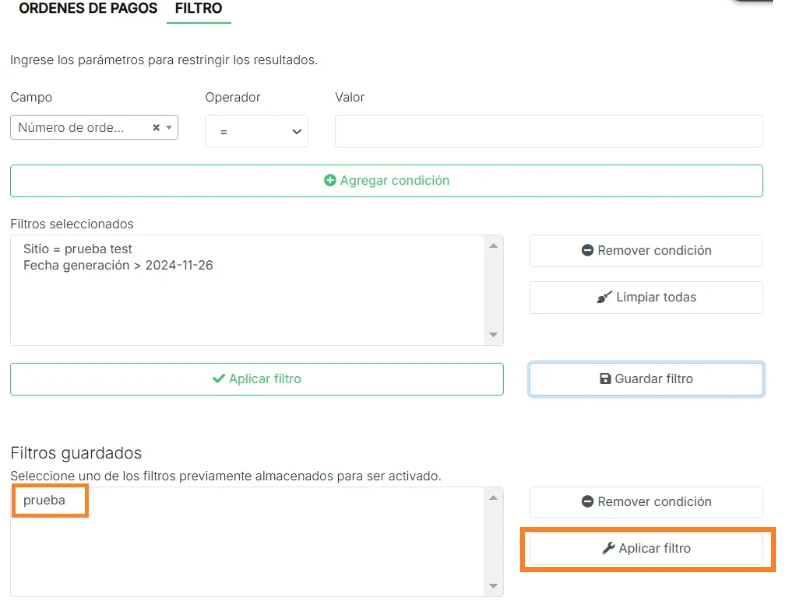 ORDENES DE PAGOS FILTRO
Ingrese los parámetros para restringir los resultados.
Campo Operador Valor
Número de orde... × =
Agregar condición
Filtros seleccionados
Sitio = prueba test
Fecha generación > 2024-11-26
Remover condición
Limpiar todas
Aplicar filtro
Guardar filtro
Filtros guardados
Seleccione uno de los filtros previamente almacenados para ser activado.
prueba
Remover condición
Aplicar filtro